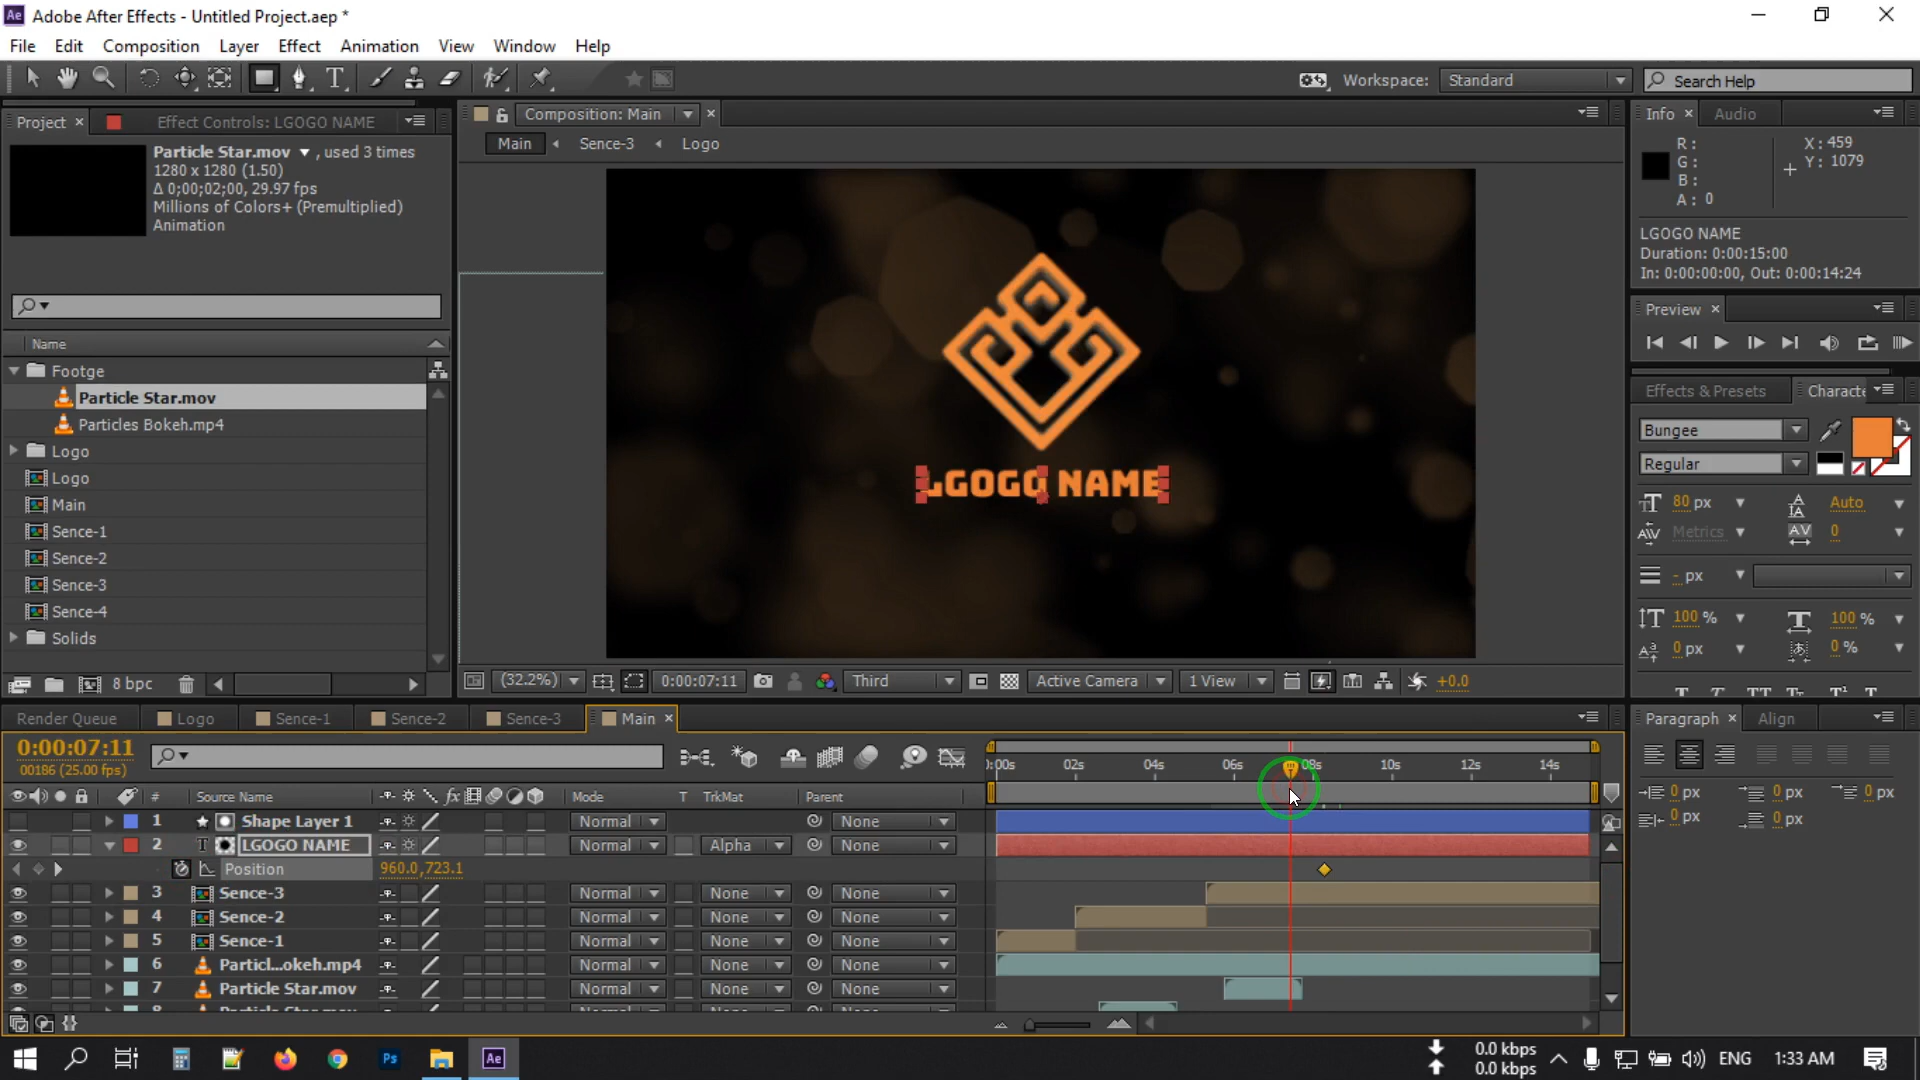 Adobe After Effects - Untitled Project.aep *
File Edit Composition Layer Effect Animation View Window Help
Workspace: Standard
Search Help
Project
Effect Controls: LGOGO NAME
Particle Star.mov , used 3 times
1280 x 1280 (1.50)
Δ 0;00;02;00, 29.97 fps
Millions of Colors+ (Premultiplied)
Animation
Name
Footge
Particle Star.mov
Particles Bokeh.mp4
Logo
Logo
Main
Sence-1
Sence-2
Sence-3
Sence-4
Solids
8 bpc
Composition: Main
Main Sence-3 Logo
LGOGO NAME
(32.2%) 0:00:07:11 Third Active Camera 1 View +0.0
Info Audio
R: X: 459
G: Y: 1079
B:
A: 0
LGOGO NAME
Duration: 0:00:15:00
In: 0:00:00:00, Out: 0:00:14:24
Preview
Effects & Presets Characte
Bungee
Regular
80 px Auto
Metrics 0
- px
100 % 100 %
0 px 0 %
Paragraph Align
0 px 0 px 0 px
0 px 0 px
Render Queue Logo Sence-1 Sence-2 Sence-3 Main
0:00:07:11
00186 (25.00 fps)
# Source Name Mode T TrkMat Parent
):00s 02s 04s 06s 08s 10s 12s 14s
1 Shape Layer 1 Normal None
2 LGOGO NAME Normal Alpha None
Position 960.0,723.1
3 Sence-3 Normal None None
4 Sence-2 Normal None None
5 Sence-1 Normal None None
6 Particl...okeh.mp4 Normal None None
7 Particle Star.mov Normal None None
0.0 kbps
0.0 kbps
ENG 1:33 AM